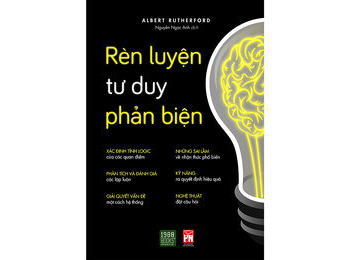 ALBERT RUTHERFORD
Nguyễn Ngọc Anh dịch
Rèn luyện
tư duy
phản biện
XÁC ĐỊNH TÍNH LOGIC
của các quan điểm
NHỮNG SAI LẦM
về nhận thức phổ biến
PHÂN TÍCH VÀ ĐÁNH GIÁ
các lập luận
KỸ NĂNG
ra quyết định hiệu quả
GIẢI QUYẾT VẤN ĐỀ
một cách hệ thống
NGHỆ THUẬT
đặt câu hỏi
1980
BOOKS